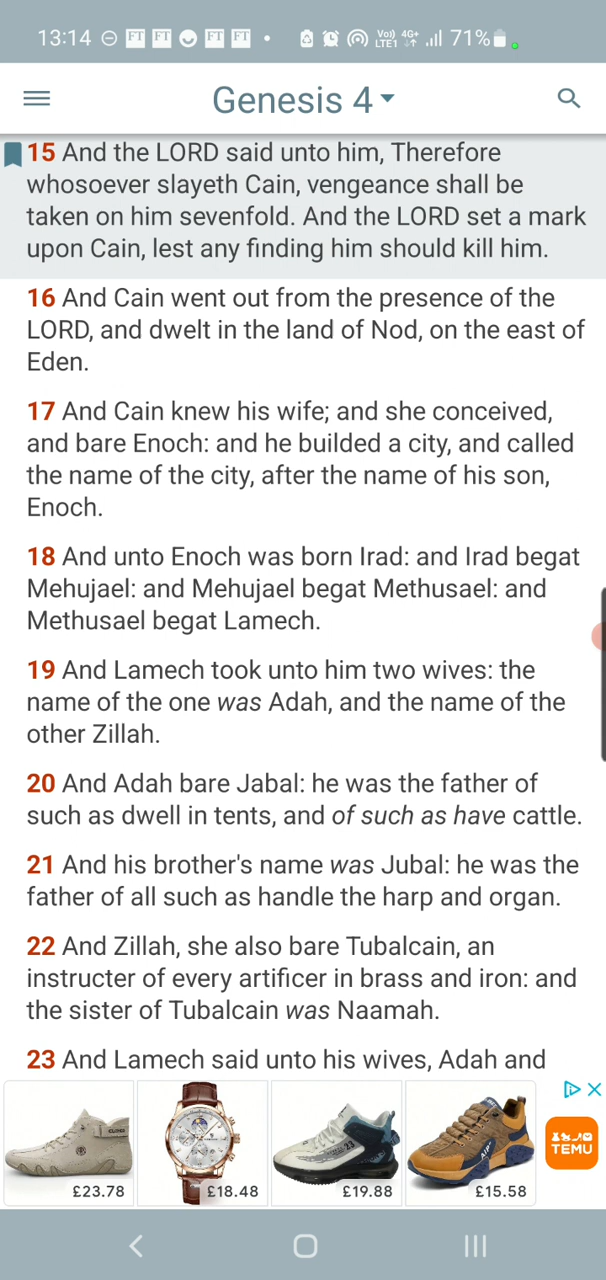 13:14 FT FT FT FT Vo)) LTE1 4G+ 71%
Genesis 4
15 And the LORD said unto him, Therefore
whosoever slayeth Cain, vengeance shall be
taken on him sevenfold. And the LORD set a mark
upon Cain, lest any finding him should kill him.
16 And Cain went out from the presence of the
LORD, and dwelt in the land of Nod, on the east of
Eden.
17 And Cain knew his wife; and she conceived,
and bare Enoch: and he builded a city, and called
the name of the city, after the name of his son,
Enoch.
18 And unto Enoch was born Irad: and Irad begat
Mehujael: and Mehujael begat Methusael: and
Methusael begat Lamech.
19 And Lamech took unto him two wives: the
name of the one was Adah, and the name of the
other Zillah.
20 And Adah bare Jabal: he was the father of
such as dwell in tents, and of such as have cattle.
21 And his brother's name was Jubal: he was the
father of all such as handle the harp and organ.
22 And Zillah, she also bare Tubalcain, an
instructer of every artificer in brass and iron: and
the sister of Tubalcain was Naamah.
23 And Lamech said unto his wives, Adah and
£23.78 £18.48 £19.88 £15.58
TEMU